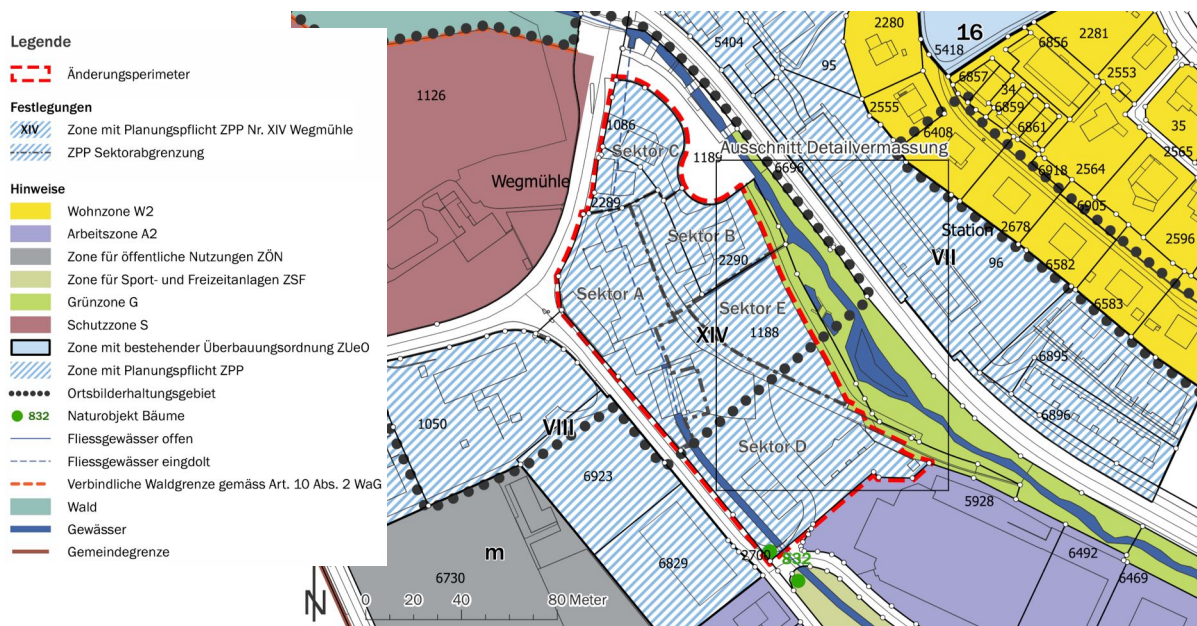 Legende
Änderungsperimeter
Festlegungen
XIV Zone mit Planungspflicht ZPP Nr. XIV Wegmühle
ZPP Sektorabgrenzung
Hinweise
Wohnzone W2
Arbeitszone A2
Zone für öffentliche Nutzungen ZÖN
Zone für Sport- und Freizeitanlagen ZSF
Grünzone G
Schutzzone S
Zone mit bestehender Überbauungsordnung ZUeO
Zone mit Planungspflicht ZPP
Ortsbilderhaltungsgebiet
832 Naturobjekt Bäume
Fliessgewässer offen
Fliessgewässer eingdolt
Verbindliche Waldgrenze gemäss Art. 10 Abs. 2 WaG
Wald
Gewässer
Gemeindegrenze
2280
16
5404
5418
6856
2281
95
6857
2553
34
1126
2555
6859
35
1086
6408
6861
2565
Sektor C
1189
Ausschnitt Detailvermassung
6696
6918
2564
Wegmühle
2289
6905
Sektor B
Station
2678
2596
2290
VII
96
6582
Sektor A
Sektor E
6583
XIV
1188
6895
1050
VIII
6896
Sektor D
6923
5928
m
2700
832
6492
6829
6469
6730
N
0 20 40 80 Meter